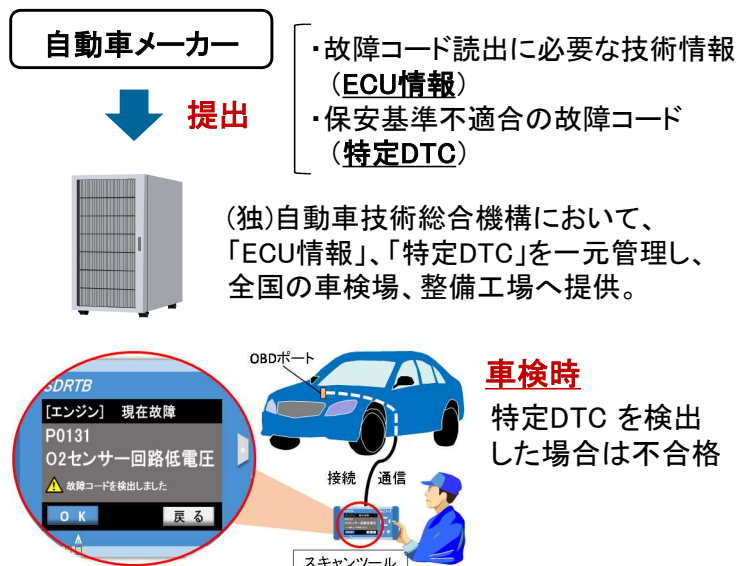 自動車メーカー
・故障コード読出に必要な技術情報
（ECU情報）
・保安基準不適合の故障コード
（特定DTC）
提出
(独)自動車技術総合機構において、
「ECU情報」、「特定DTC」を一元管理し、
全国の車検場、整備工場へ提供。
SDRTB
[エンジン] 現在故障
P0131
O2センサー回路低電圧
故障コードを検出しました
OK 戻る
OBDポート
接続 通信
スキャンツール
車検時
特定DTC を検出
した場合は不合格